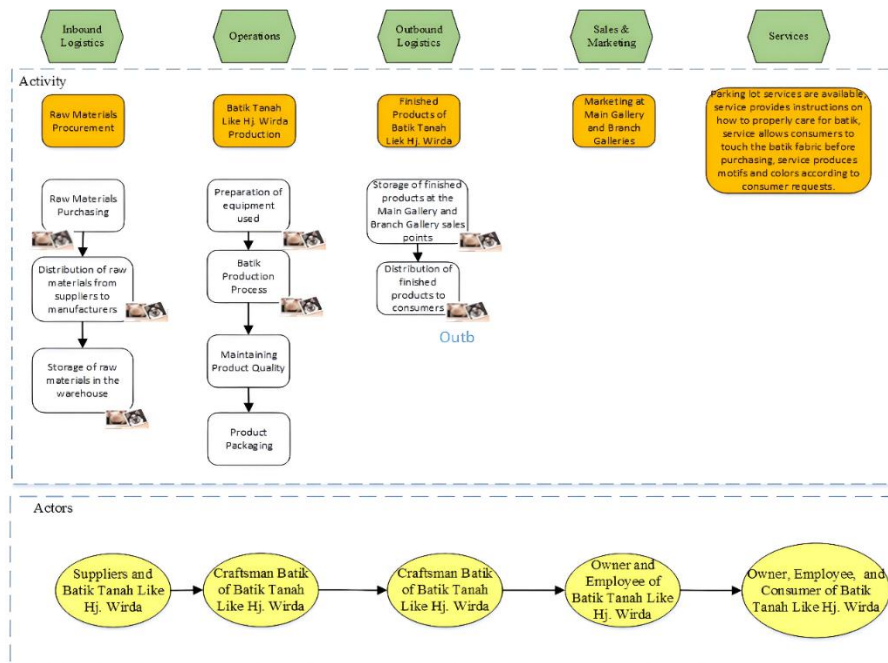 Inbound
Logistics
Operations
Outbound
Logistics
Sales &
Marketing
Services
Activity
Raw Materials
Procurement
Batik Tanah
Like Hj. Wirda
Production
Finished
Products of
Batik Tanah
Liek Hj. Wirda
Marketing at
Main Gallery
and Branch
Galleries
Parking lot services are available,
service provides instructions on
how to properly care for batik,
service allows consumers to
touch the batik fabric before
purchasing, service produces
motifs and colors according to
consumer requests.
Raw Materials
Purchasing
Distribution of raw
materials from
suppliers to
manufacturers
Storage of raw
materials in the
warehouse
Preparation of
equipment
used
Batik
Production
Process
Maintaining
Product Quality
Product
Packaging
Storage of finished
products at the
Main Gallery and
Branch Gallery sales
points
Distribution of
finished
products to
consumers
Outb
Actors
Suppliers and
Batik Tanah Like
Hj. Wirda
Craftsman Batik
of Batik Tanah
Like Hj. Wirda
Craftsman Batik
of Batik Tanah
Like Hj. Wirda
Owner and
Employee of
Batik Tanah Like
Hj. Wirda
Owner, Employee, and
Consumer of Batik
Tanah Like Hj. Wirda